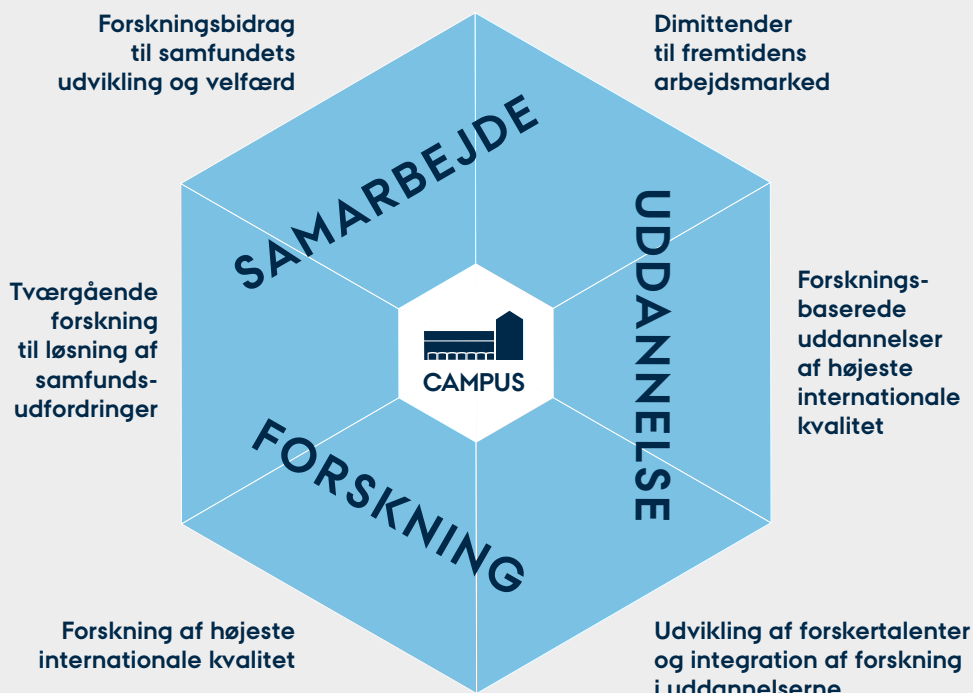 Forskningsbidrag
til samfundets
udvikling og velfærd
Dimittender
til fremtidens
arbejdsmarked
SAMARBEJDE
UDDANNELSE
Tværgående
forskning
til løsning af
samfunds-
udfordringer
CAMPUS
Forsknings-
baserede
uddannelser
af højeste
internationale
kvalitet
FORSKNING
Forskning af højeste
internationale kvalitet
Udvikling af forskertalenter
og integration af forskning
i uddannelserne